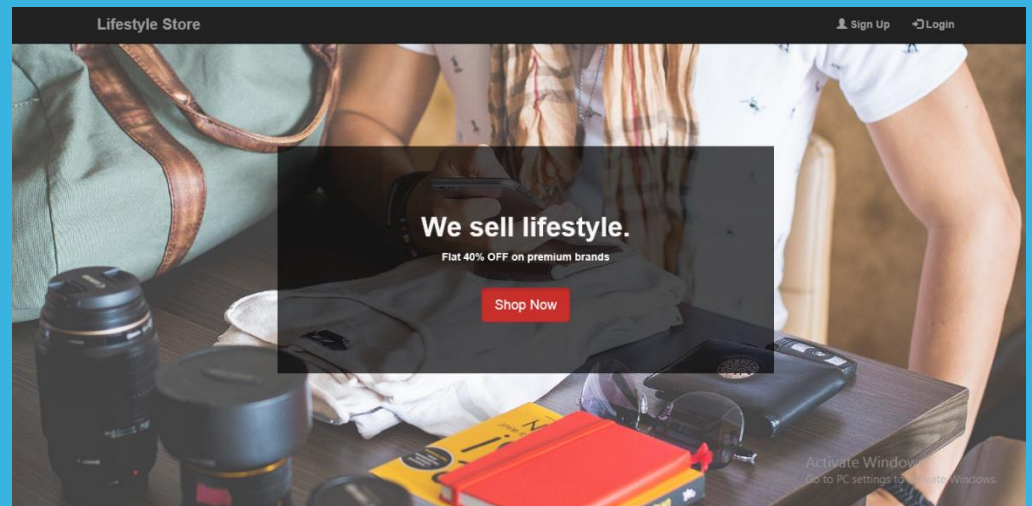 Lifestyle Store
Sign Up
Login
We sell lifestyle.
Flat 40% OFF on premium brands
Shop Now
Activate Windows
Go to PC settings to activate Windows.